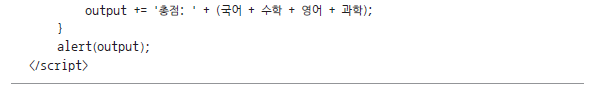 output += '총점: ' + (국어 + 수학 + 영어 + 과학);
}
alert(output);
</script>